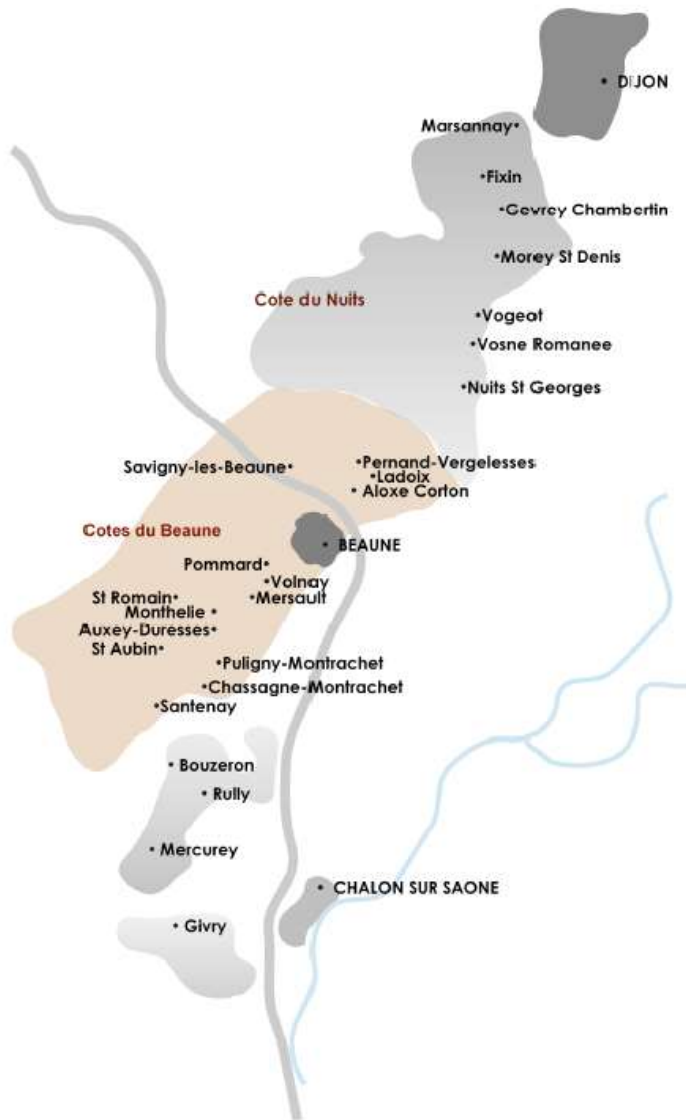 DIJON
Marsannay
Fixin
Gevrey Chambertin
Morey St Denis
Cote du Nuits
Vogeot
Vosne Romanee
Nuits St Georges
Pernand-Vergelesses
Savigny-les-Beaune
Ladoix
Aloxe Corton
Cotes du Beaune
BEAUNE
Pommard
Volnay
St Romain
Mersault
Monthelie
Auxey-Duresses
St Aubin
Puligny-Montrachet
Chassagne-Montrachet
Santenay
Bouzeron
Rully
Mercurey
CHALON SUR SAONE
Givry